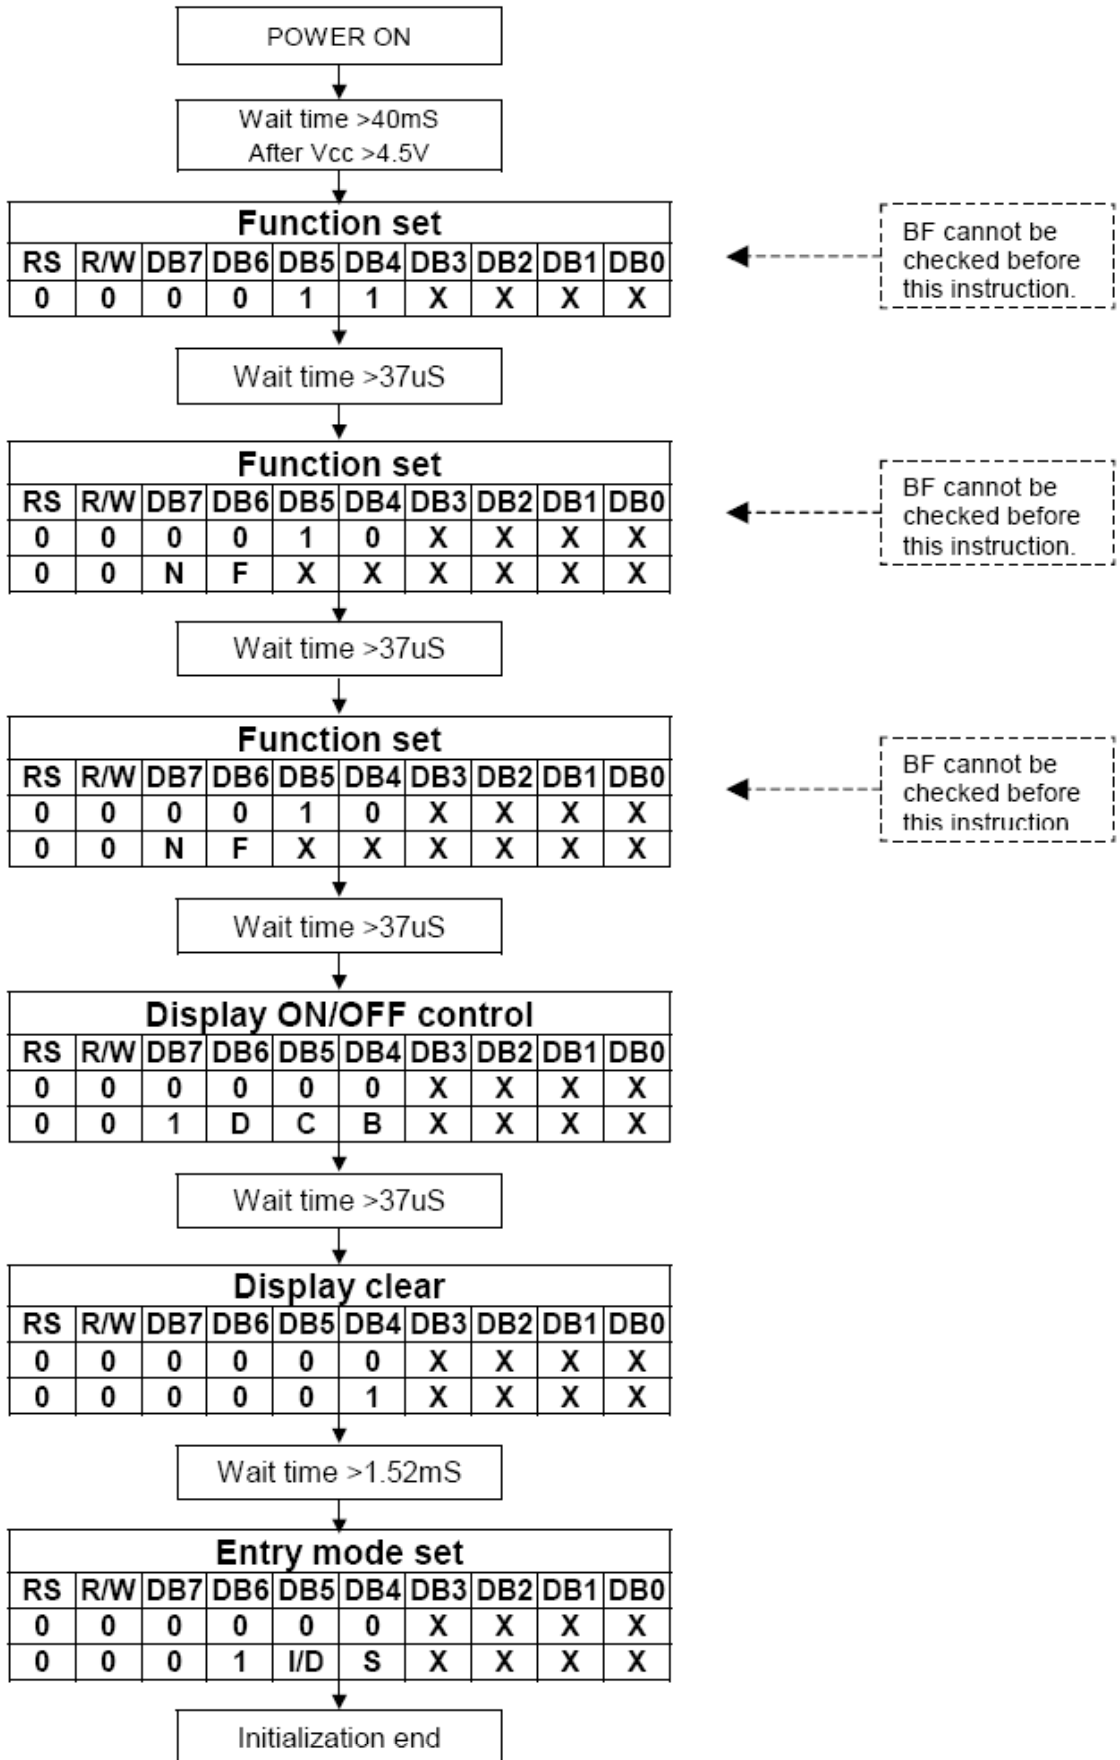 POWER ON
Wait time >40mS
After Vcc >4.5V
Function set
RS R/W DB7 DB6 DB5 DB4 DB3 DB2 DB1 DB0
0 0 0 0 1 1 X X X X
BF cannot be
checked before
this instruction.
Wait time >37uS
Function set
RS R/W DB7 DB6 DB5 DB4 DB3 DB2 DB1 DB0
0 0 0 0 1 0 X X X X
0 0 N F X X X X X X
BF cannot be
checked before
this instruction.
Wait time >37uS
Function set
RS R/W DB7 DB6 DB5 DB4 DB3 DB2 DB1 DB0
0 0 0 0 1 0 X X X X
0 0 N F X X X X X X
BF cannot be
checked before
this instruction
Wait time >37uS
Display ON/OFF control
RS R/W DB7 DB6 DB5 DB4 DB3 DB2 DB1 DB0
0 0 0 0 0 0 X X X X
0 0 1 D C B X X X X
Wait time >37uS
Display clear
RS R/W DB7 DB6 DB5 DB4 DB3 DB2 DB1 DB0
0 0 0 0 0 0 X X X X
0 0 0 0 0 1 X X X X
Wait time >1.52mS
Entry mode set
RS R/W DB7 DB6 DB5 DB4 DB3 DB2 DB1 DB0
0 0 0 0 0 0 X X X X
0 0 0 1 I/D S X X X X
Initialization end